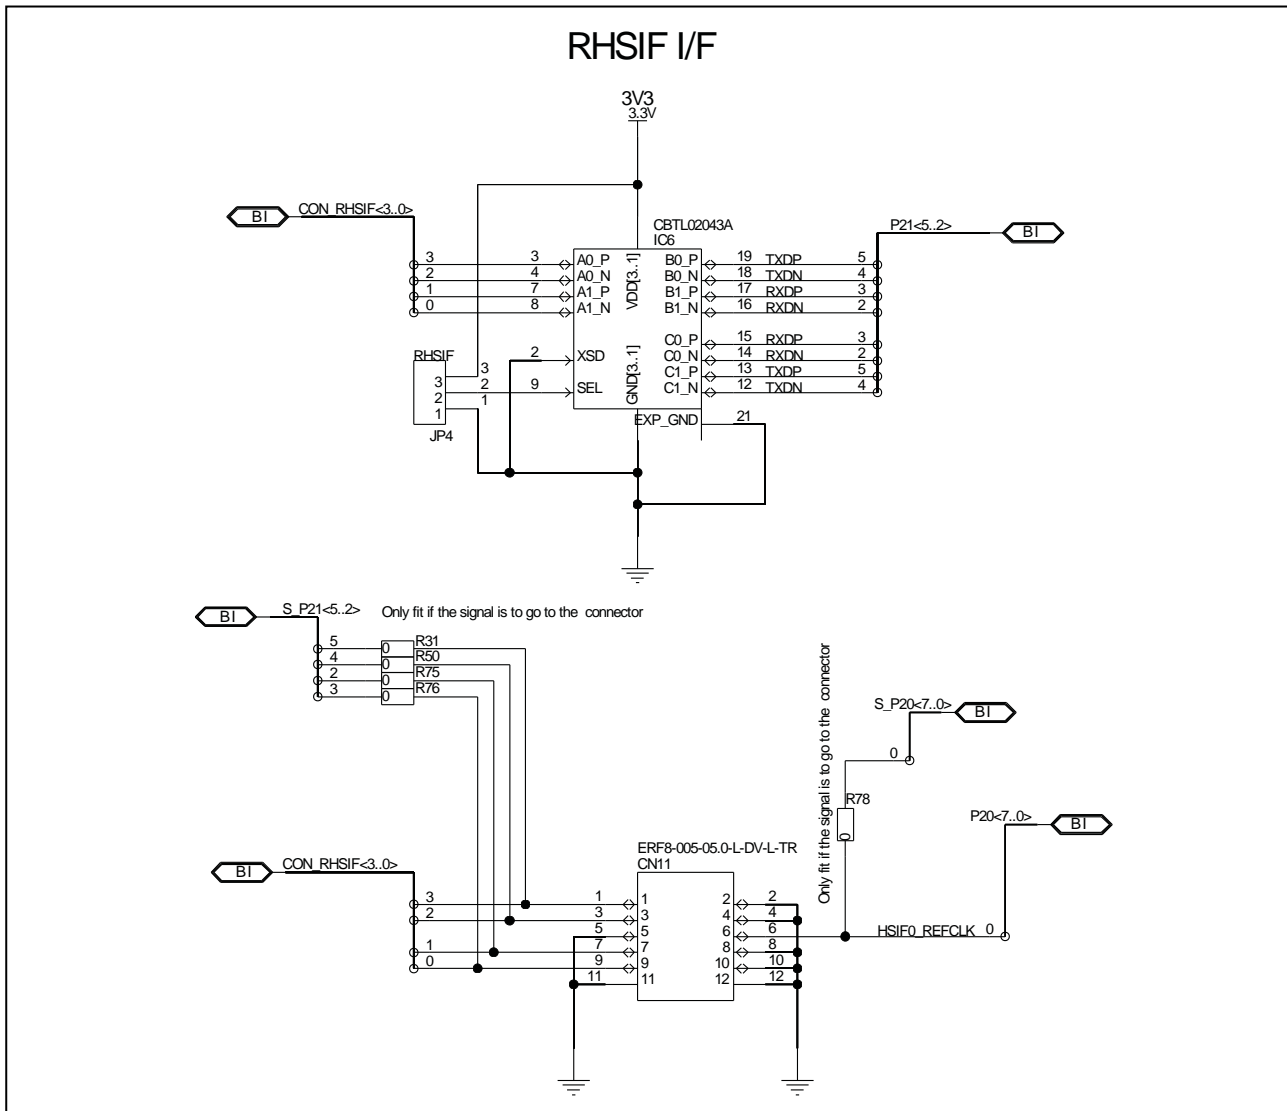 RHSIF I/F
3V3
3.3V
BI
CON_RHSIF<3..0>
CBTL02043A
IC6
P21<5..2>
BI
3 3 A0_P B0_P 19 TXDP 5
2 4 A0_N B0_N 18 TXDN 4
1 7 A1_P B1_P 17 RXDP 3
0 8 A1_N B1_N 16 RXDN 2
VDD[3..1]
C0_P 15 RXDP 3
2 XSD C0_N 14 RXDN 2
C1_P 13 TXDP 5
9 SEL C1_N 12 TXDN 4
GND[3..1]
EXP_GND 21
RHSIF
3 3
2 2
1 1
JP4
BI
S_P21<5..2>
Only fit if the signal is to go to the connector
5 0 R31
4 0 R50
2 0 R75
3 0 R76
Only fit if the signal is to go to the connector
S_P20<7..0>
BI
0
R78
0
P20<7..0>
BI
ERF8-005-05.0-L-DV-L-TR
CN11
BI
CON_RHSIF<3..0>
3 1 1 2 2
2 3 3 4 4
5 5 6 6 HSIF0_REFCLK 0
1 7 7 8 8
0 9 9 10 10
11 11 12 12